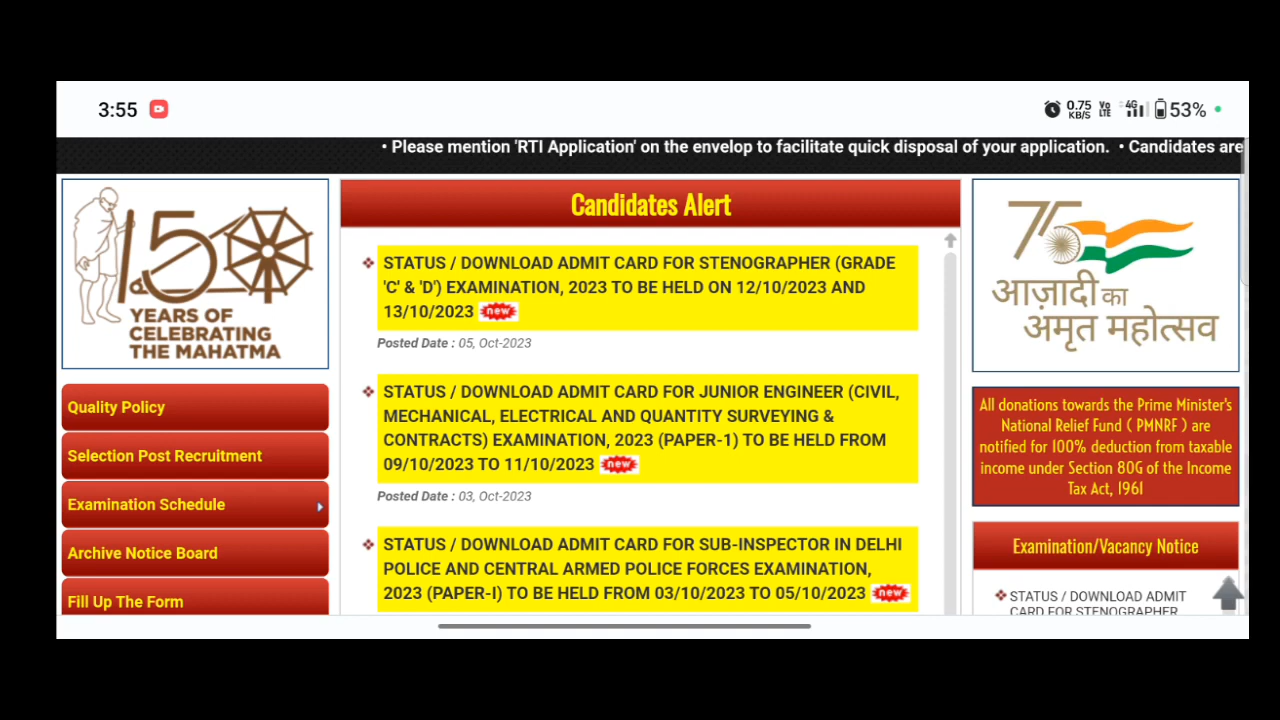 3:55
0.75
KB/S
Vo
LTE
4G
53%
• Please mention 'RTI Application' on the envelop to facilitate quick disposal of your application. • Candidates are
150
YEARS OF
CELEBRATING
THE MAHATMA
Quality Policy
Selection Post Recruitment
Examination Schedule
Archive Notice Board
Fill Up The Form
Candidates Alert
STATUS / DOWNLOAD ADMIT CARD FOR STENOGRAPHER (GRADE
'C' & 'D') EXAMINATION, 2023 TO BE HELD ON 12/10/2023 AND
13/10/2023 new
Posted Date : 05, Oct-2023
STATUS / DOWNLOAD ADMIT CARD FOR JUNIOR ENGINEER (CIVIL,
MECHANICAL, ELECTRICAL AND QUANTITY SURVEYING &
CONTRACTS) EXAMINATION, 2023 (PAPER-1) TO BE HELD FROM
09/10/2023 TO 11/10/2023 new
Posted Date : 03, Oct-2023
STATUS / DOWNLOAD ADMIT CARD FOR SUB-INSPECTOR IN DELHI
POLICE AND CENTRAL ARMED POLICE FORCES EXAMINATION,
2023 (PAPER-I) TO BE HELD FROM 03/10/2023 TO 05/10/2023 new
75
आज़ादी का
अमृत महोत्सव
All donations towards the Prime Minister's
National Relief Fund ( PMNRF ) are
notified for 100% deduction from taxable
income under Section 80G of the Income
Tax Act, 1961
Examination/Vacancy Notice
STATUS / DOWNLOAD ADMIT
CARD FOR STENOGRAPHER